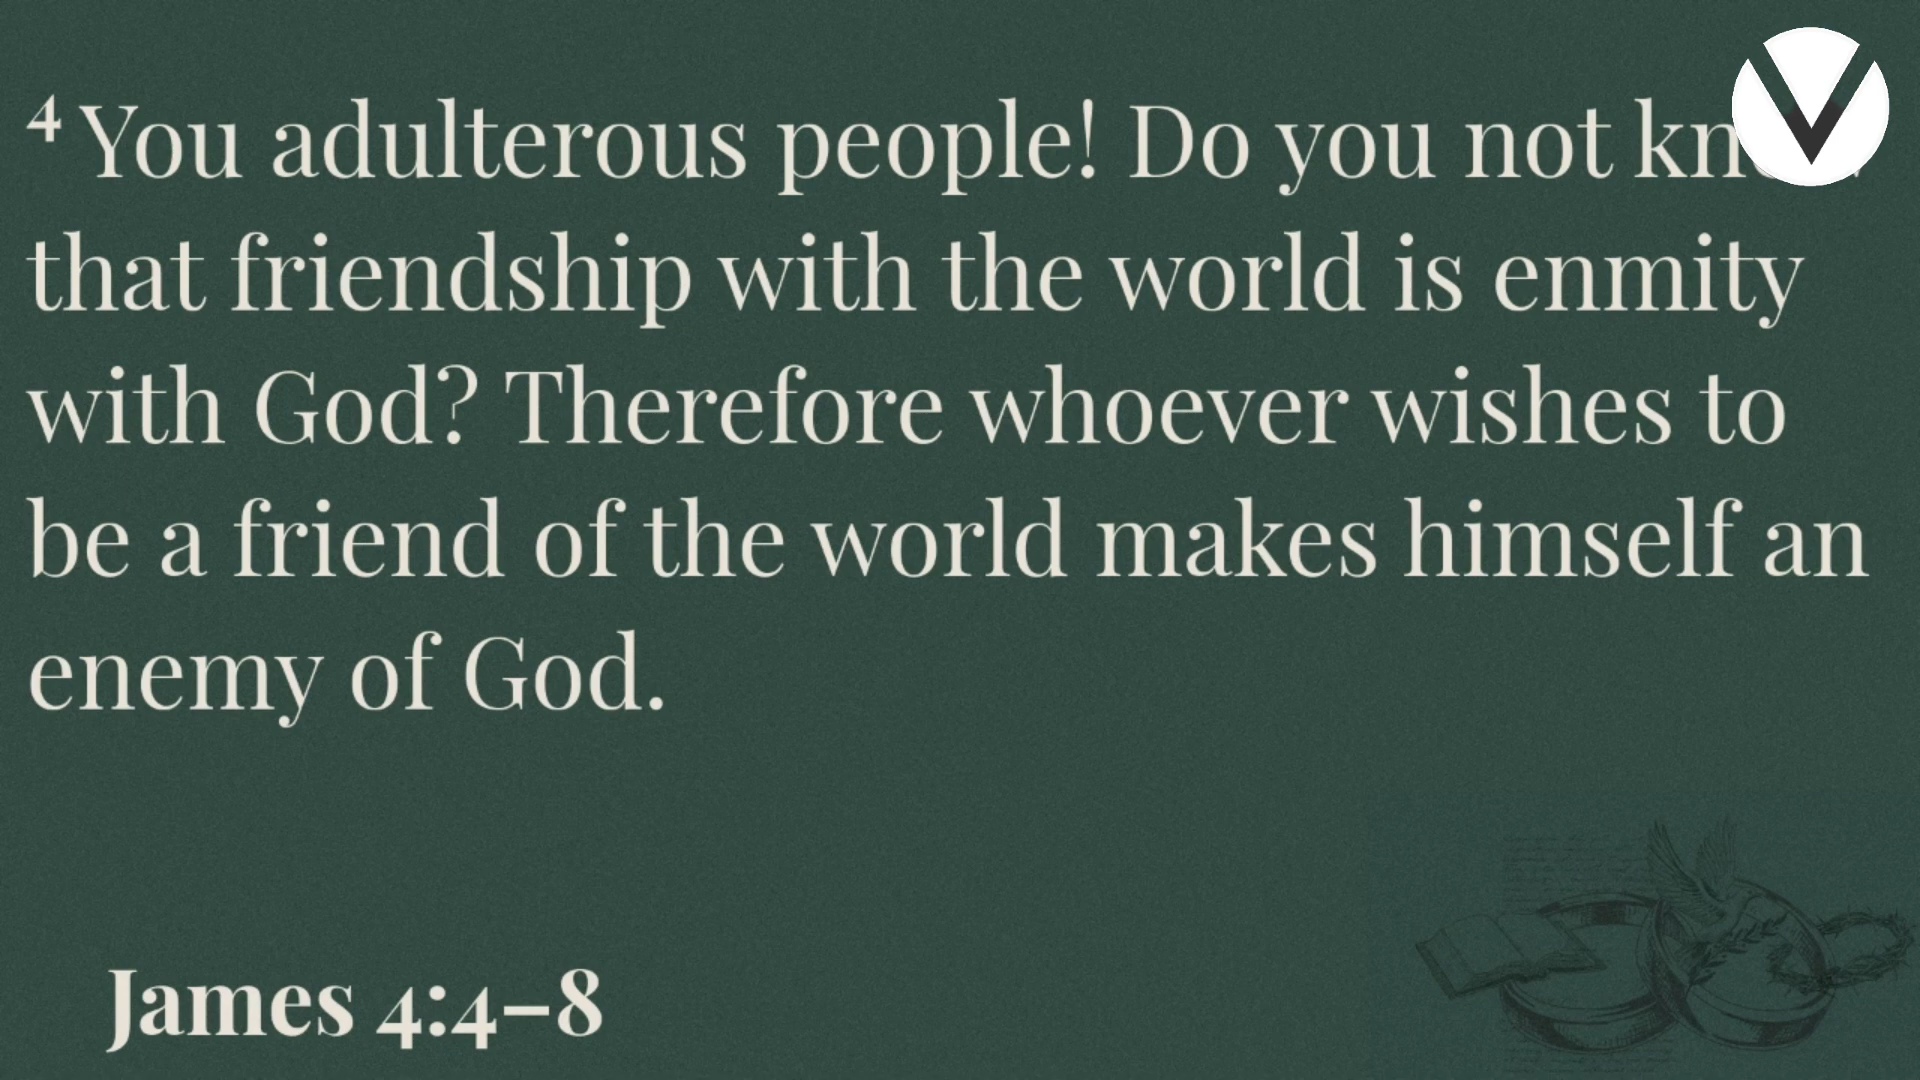 ⁴ You adulterous people! Do you not
that friendship with the world is enmity
with God? Therefore whoever wishes to
be a friend of the world makes himself an
enemy of God.
James 4:4–8